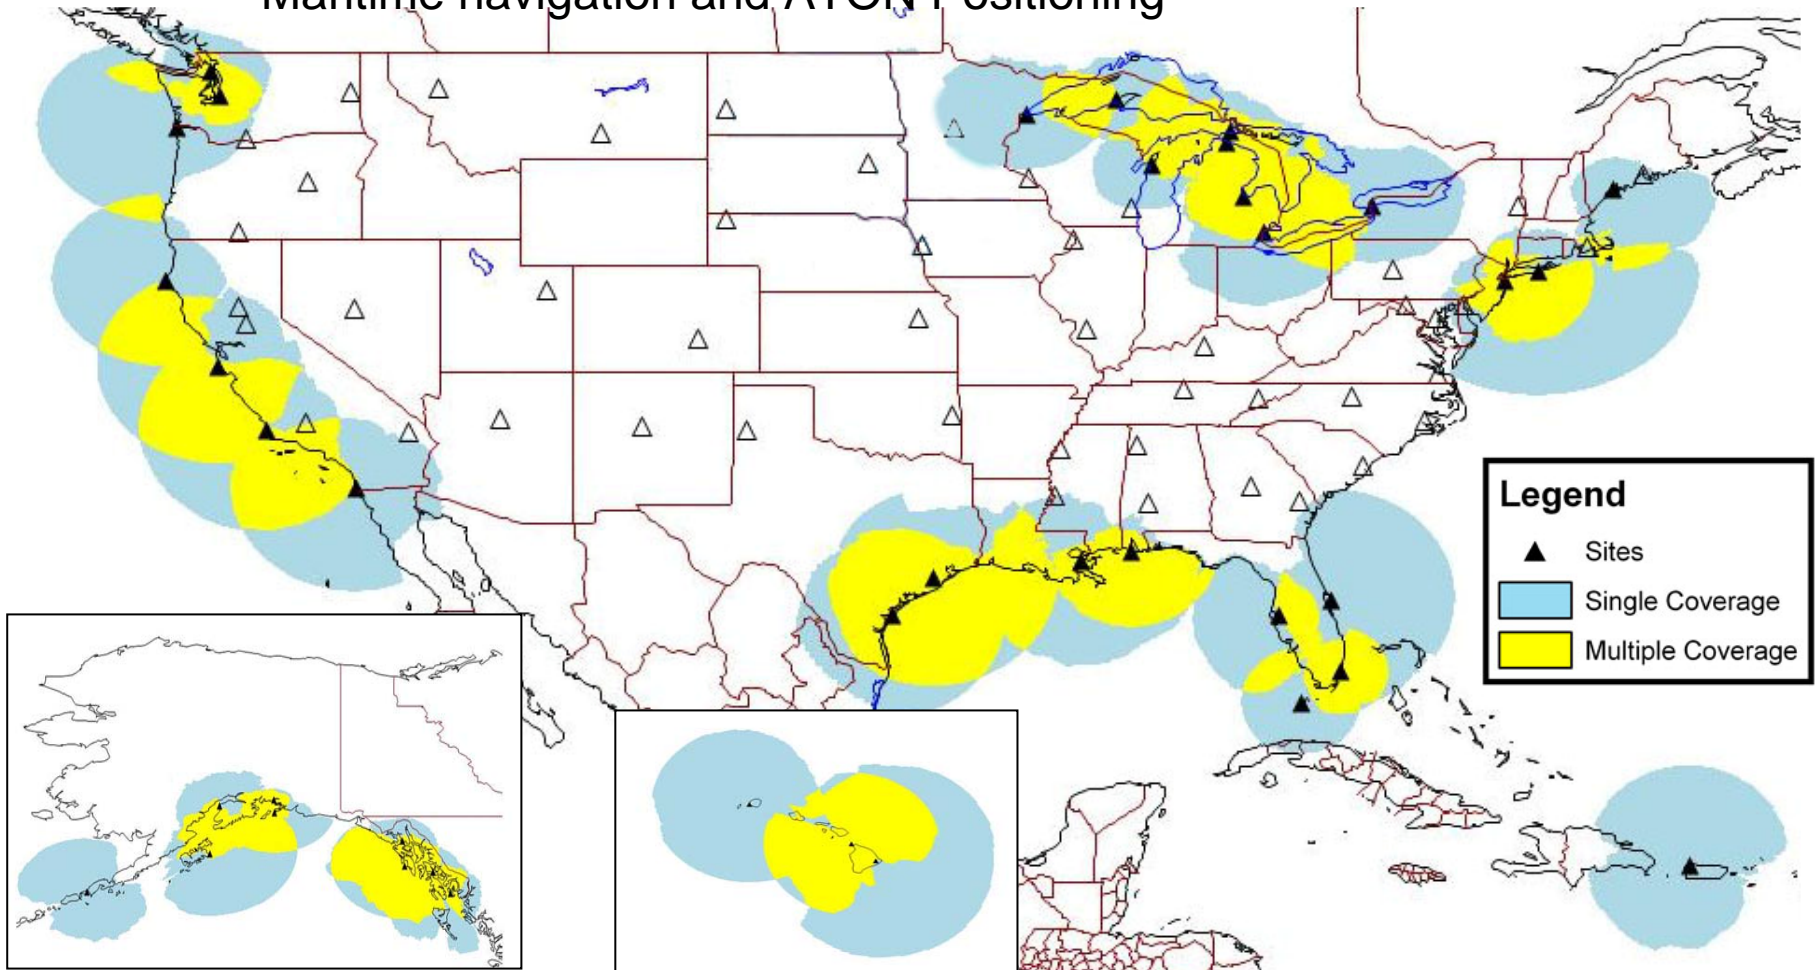 Maritime navigation and ATON Positioning
Legend
Sites
Single Coverage
Multiple Coverage